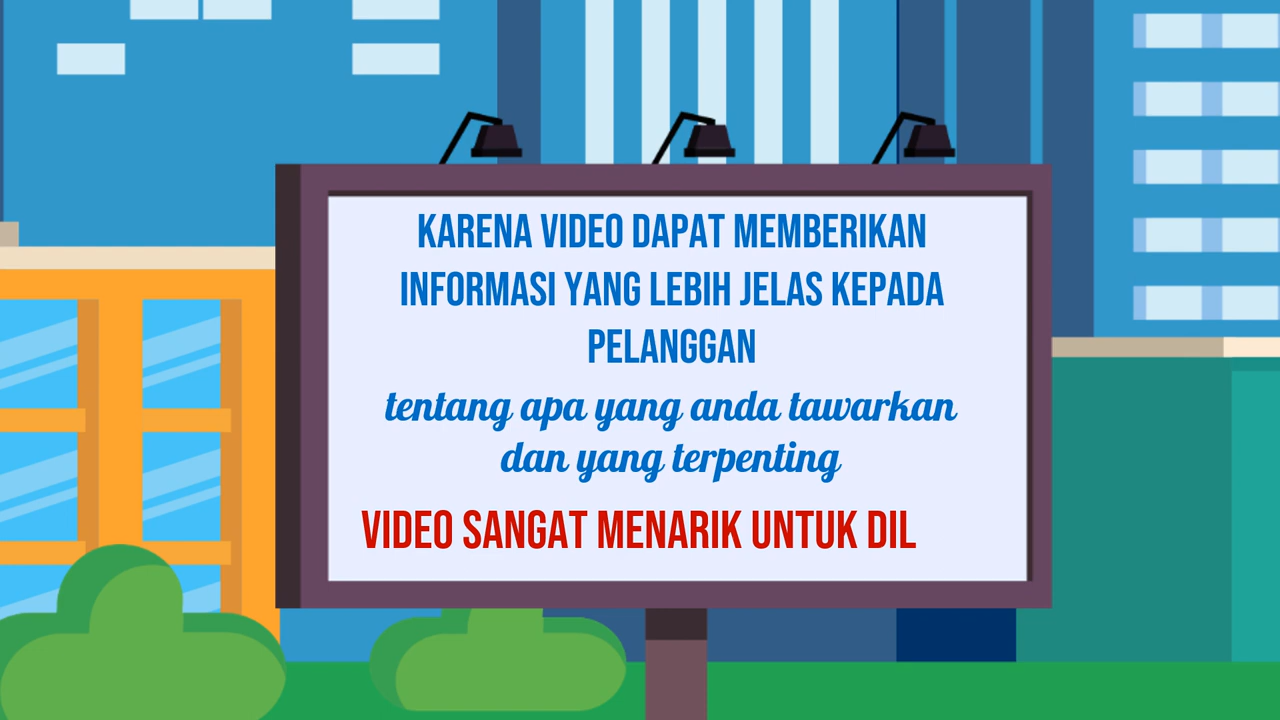 KARENA VIDEO DAPAT MEMBERIKAN
INFORMASI YANG LEBIH JELAS KEPADA
PELANGGAN
tentang apa yang anda tawarkan
dan yang terpenting
VIDEO SANGAT MENARIK UNTUK DIL